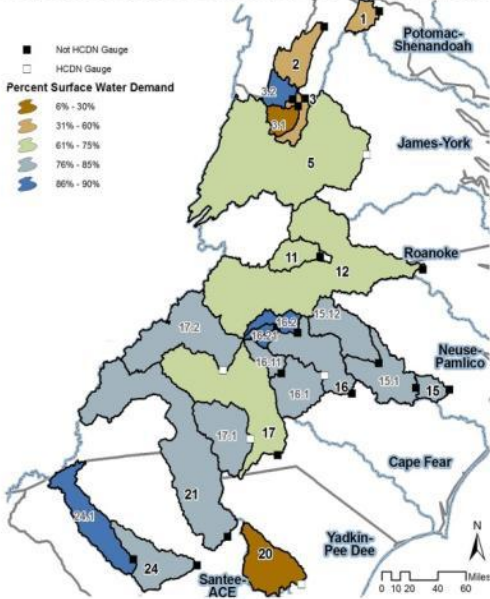 1
Potomac-
Shenandoah
Not HCDN Gauge
HCDN Gauge
Percent Surface Water Demand
6% - 30%
31% - 60%
61% - 75%
76% - 85%
86% - 90%
2
3.2
3
3.1
5
James-York
11
12
Roanoke
17.2
16.2
15.12
Neuse-
Pamlico
16.11
16.1
16
15.1
15
17.1
17
Cape Fear
21
24.1
24
20
Yadkin-
Pee Dee
Santee-
ACE
N
Miles
0 10 20 40 60